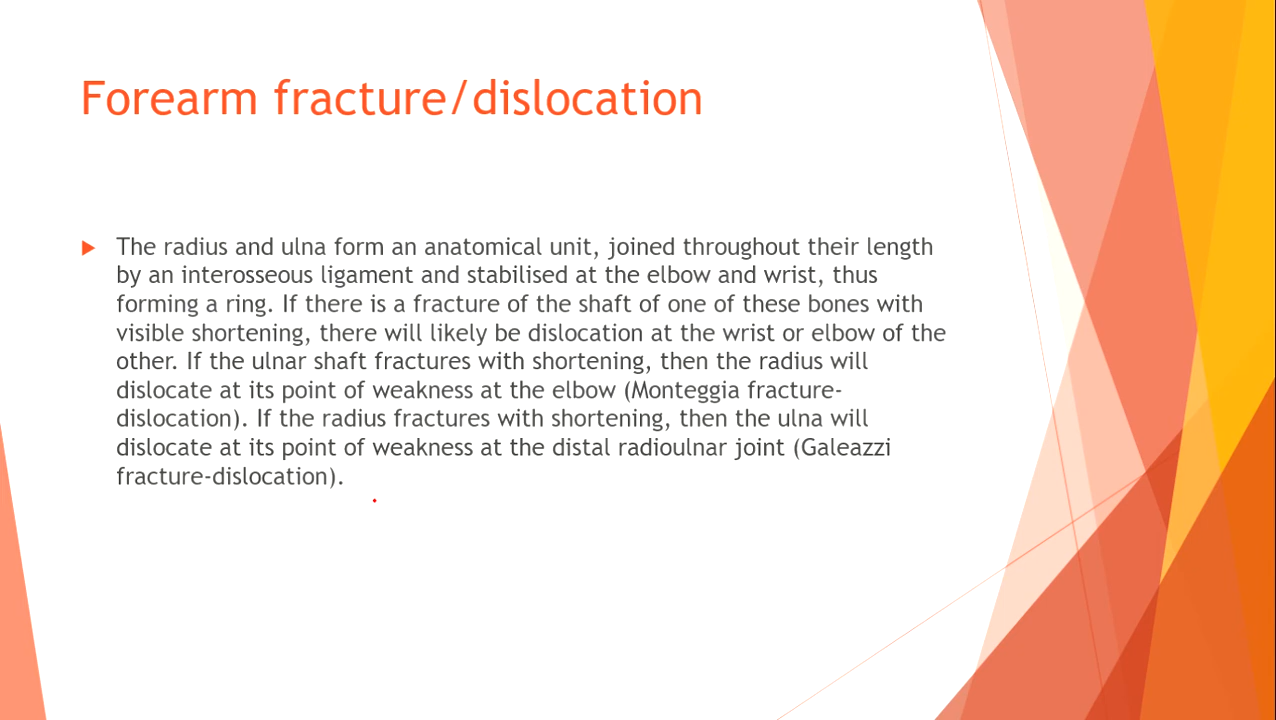 Forearm fracture/dislocation
The radius and ulna form an anatomical unit, joined throughout their length
by an interosseous ligament and stabilised at the elbow and wrist, thus
forming a ring. If there is a fracture of the shaft of one of these bones with
visible shortening, there will likely be dislocation at the wrist or elbow of the
other. If the ulnar shaft fractures with shortening, then the radius will
dislocate at its point of weakness at the elbow (Monteggia fracture-
dislocation). If the radius fractures with shortening, then the ulna will
dislocate at its point of weakness at the distal radioulnar joint (Galeazzi
fracture-dislocation).